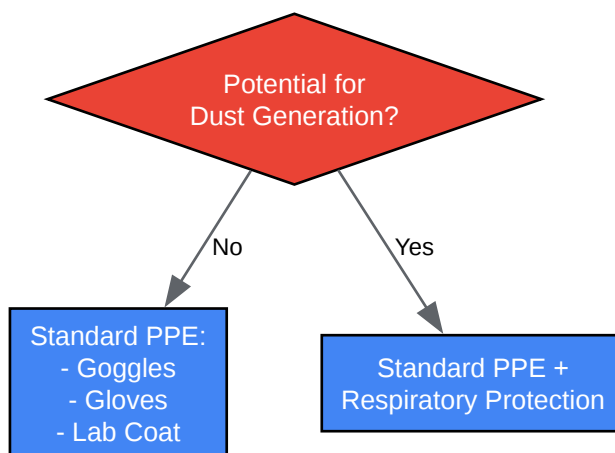 Potential for
Dust Generation?
No
Yes
Standard PPE:
- Goggles
- Gloves
- Lab Coat
Standard PPE +
Respiratory Protection